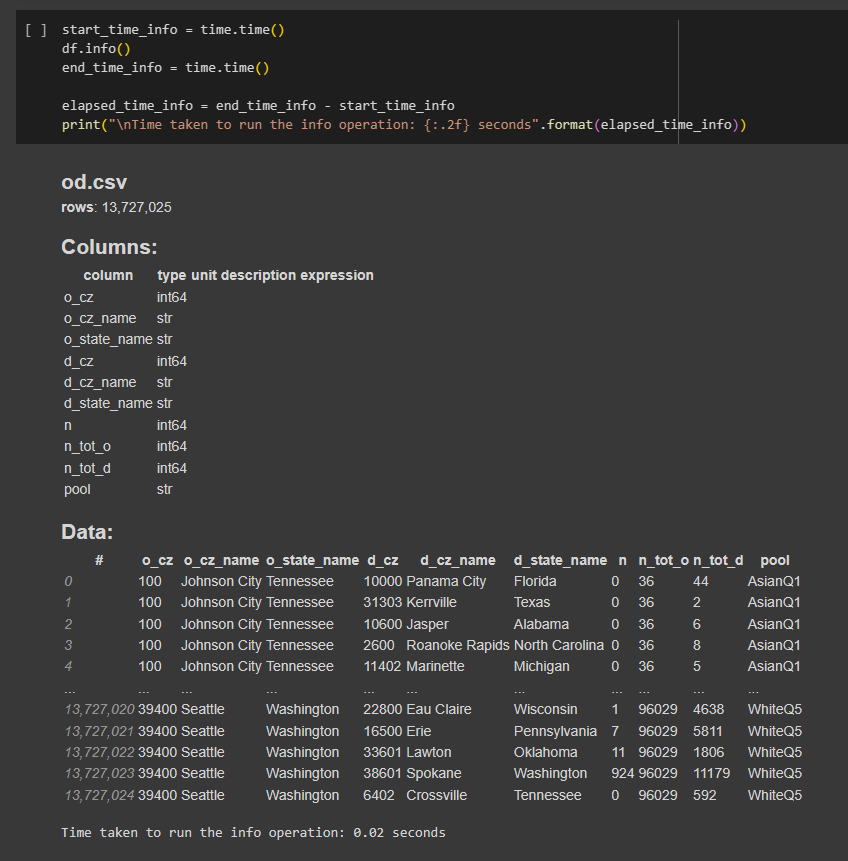 [ ] start_time_info = time.time()
df.info()
end_time_info = time.time()
elapsed_time_info = end_time_info - start_time_info
print("\nTime taken to run the info operation: {:.2f} seconds".format(elapsed_time_info))
od.csv
rows: 13,727,025
Columns:
column type unit description expression
o_cz int64
o_cz_name str
o_state_name str
d_cz int64
d_cz_name str
d_state_name str
n int64
n_tot_o int64
n_tot_d int64
pool str
Data:
# o_cz o_cz_name o_state_name d_cz d_cz_name d_state_name n n_tot_o n_tot_d pool
0 100 Johnson City Tennessee 10000 Panama City Florida 0 36 44 AsianQ1
1 100 Johnson City Tennessee 31303 Kerrville Texas 0 36 2 AsianQ1
2 100 Johnson City Tennessee 10600 Jasper Alabama 0 36 6 AsianQ1
3 100 Johnson City Tennessee 2600 Roanoke Rapids North Carolina 0 36 8 AsianQ1
4 100 Johnson City Tennessee 11402 Marinette Michigan 0 36 5 AsianQ1
... ... ... ... ... ... ... ... ... ... ...
13,727,020 39400 Seattle Washington 22800 Eau Claire Wisconsin 1 96029 4638 WhiteQ5
13,727,021 39400 Seattle Washington 16500 Erie Pennsylvania 7 96029 5811 WhiteQ5
13,727,022 39400 Seattle Washington 33601 Lawton Oklahoma 11 96029 1806 WhiteQ5
13,727,023 39400 Seattle Washington 38601 Spokane Washington 924 96029 11179 WhiteQ5
13,727,024 39400 Seattle Washington 6402 Crossville Tennessee 0 96029 592 WhiteQ5
Time taken to run the info operation: 0.02 seconds